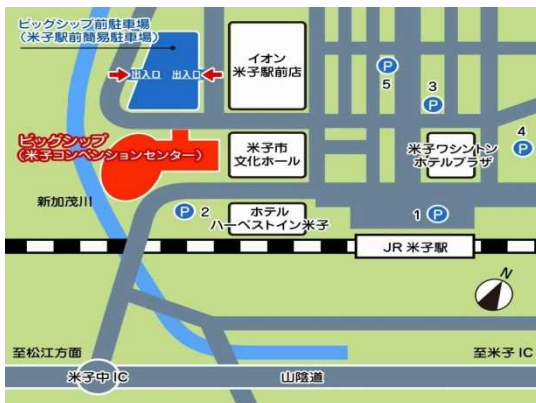 ビッグシップ前駐車場
(米子駅前簡易駐車場)
出入口
出入口
イオン
米子駅前店
3
P
5
P
4
P
ビッグシップ
(米子コンベンションセンター)
米子市
文化ホール
米子ワシントン
ホテルプラザ
新加茂川
P 2
ホテル
ハーベストイン米子
1 P
JR 米子駅
N
至松江方面
至米子 IC
米子中 IC
山陰道